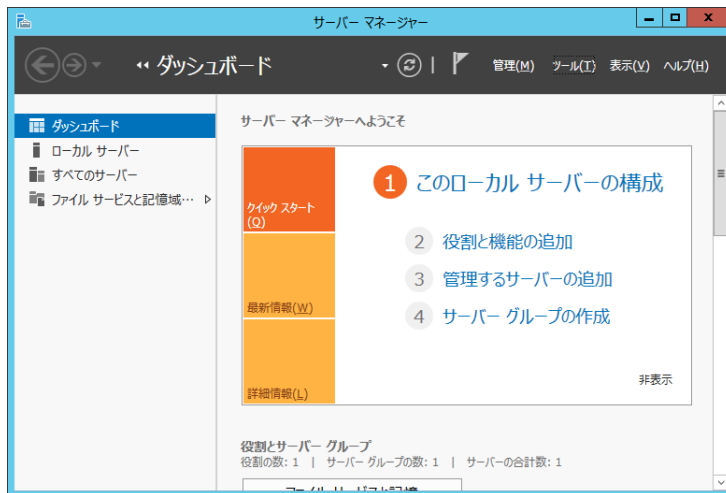 サーバー マネージャー
ダッシュボード
管理(M) ツール(T) 表示(V) ヘルプ(H)
ダッシュボード
ローカル サーバー
すべてのサーバー
ファイル サービスと記憶域…
サーバー マネージャーへようこそ
クイック スタート
(Q)
最新情報(W)
詳細情報(L)
1 このローカル サーバーの構成
2 役割と機能の追加
3 管理するサーバーの追加
4 サーバー グループの作成
非表示
役割とサーバー グループ
役割の数: 1 | サーバー グループの数: 1 | サーバーの合計数: 1